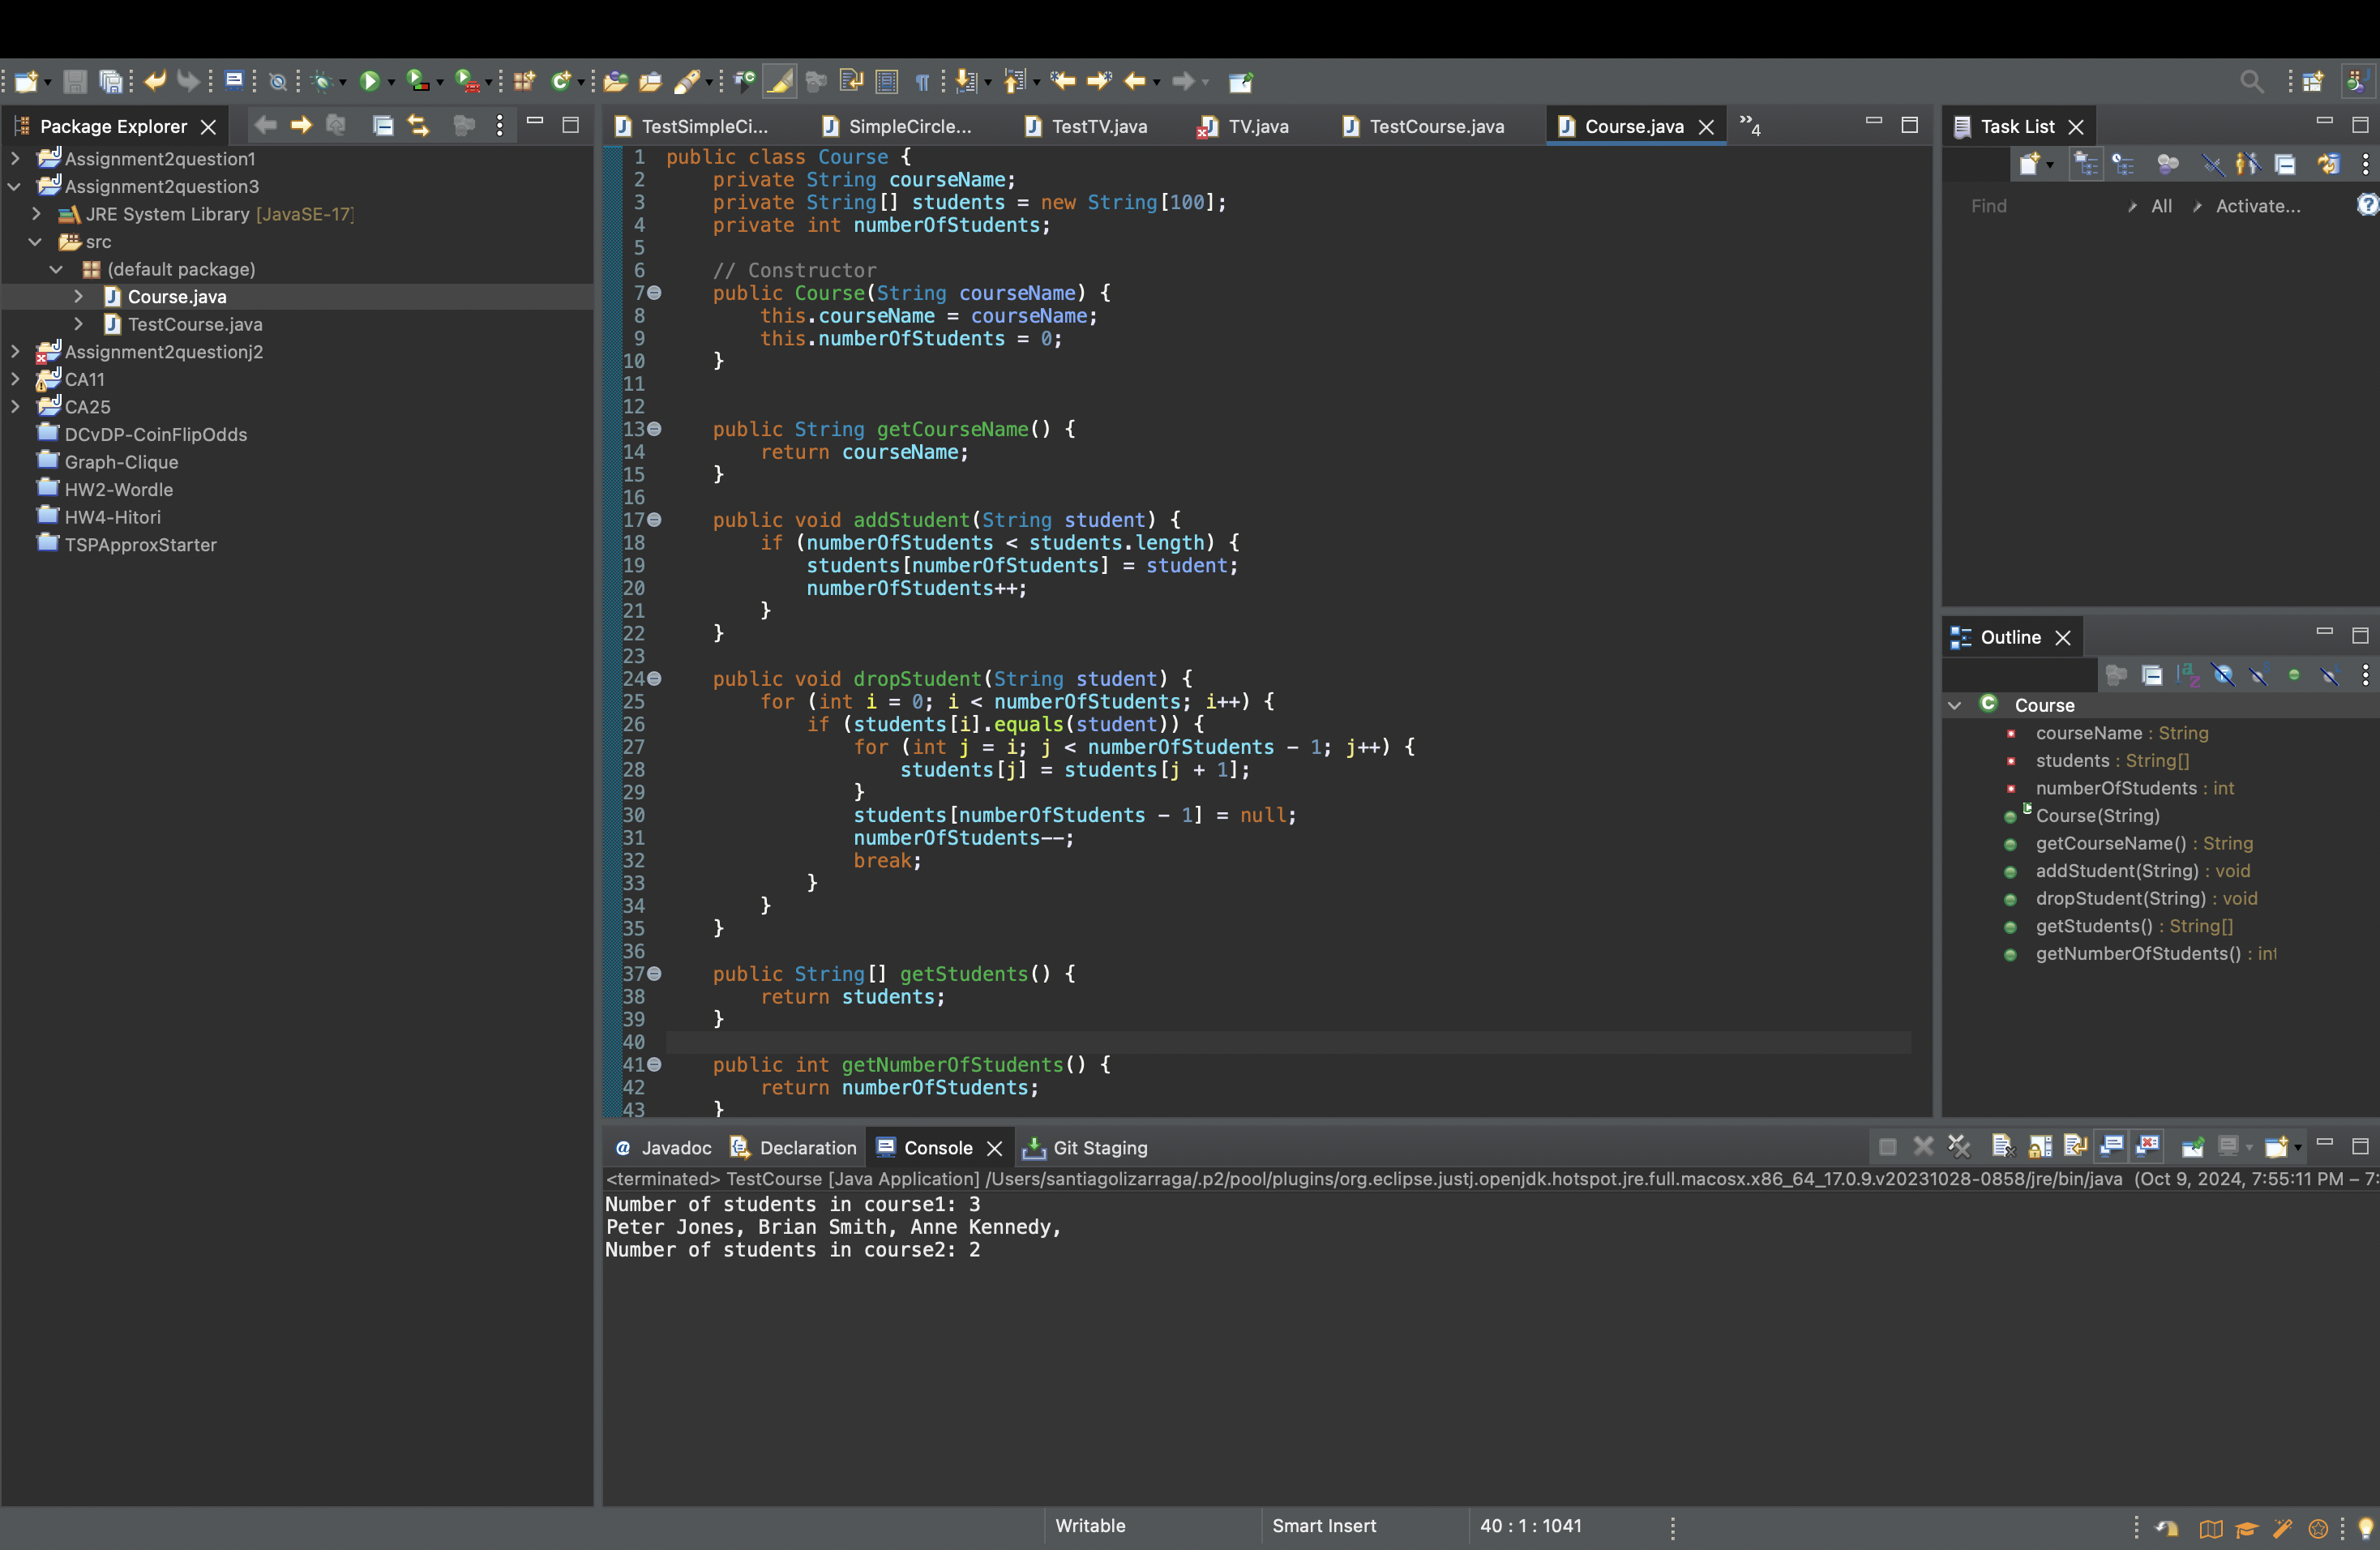 Package Explorer
Assignment2question1
Assignment2question3
JRE System Library [JavaSE-17]
src
(default package)
Course.java
TestCourse.java
Assignment2questionj2
CA11
CA25
DCvDP-CoinFlipOdds
Graph-Clique
HW2-Wordle
HW4-Hitori
TSPApproxStarter
TestSimpleCi... SimpleCircle... TestTV.java TV.java TestCourse.java Course.java »4
1 public class Course {
2 private String courseName;
3 private String[] students = new String[100];
4 private int numberOfStudents;
5
6 // Constructor
7 public Course(String courseName) {
8 this.courseName = courseName;
9 this.numberOfStudents = 0;
10 }
11
12
13 public String getCourseName() {
14 return courseName;
15 }
16
17 public void addStudent(String student) {
18 if (numberOfStudents < students.length) {
19 students[numberOfStudents] = student;
20 numberOfStudents++;
21 }
22 }
23
24 public void dropStudent(String student) {
25 for (int i = 0; i < numberOfStudents; i++) {
26 if (students[i].equals(student)) {
27 for (int j = i; j < numberOfStudents - 1; j++) {
28 students[j] = students[j + 1];
29 }
30 students[numberOfStudents - 1] = null;
31 numberOfStudents--;
32 break;
33 }
34 }
35 }
36
37 public String[] getStudents() {
38 return students;
39 }
40
41 public int getNumberOfStudents() {
42 return numberOfStudents;
43 }
Task List
Find All Activate...
Outline
Course
courseName : String
students : String[]
numberOfStudents : int
Course(String)
getCourseName() : String
addStudent(String) : void
dropStudent(String) : void
getStudents() : String[]
getNumberOfStudents() : int
@ Javadoc Declaration Console Git Staging
<terminated> TestCourse [Java Application] /Users/santiagolizarraga/.p2/pool/plugins/org.eclipse.justj.openjdk.hotspot.jre.full.macosx.x86_64_17.0.9.v20231028-0858/jre/bin/java (Oct 9, 2024, 7:55:11 PM – 7:
Number of students in course1: 3
Peter Jones, Brian Smith, Anne Kennedy,
Number of students in course2: 2
Writable Smart Insert 40 : 1 : 1041